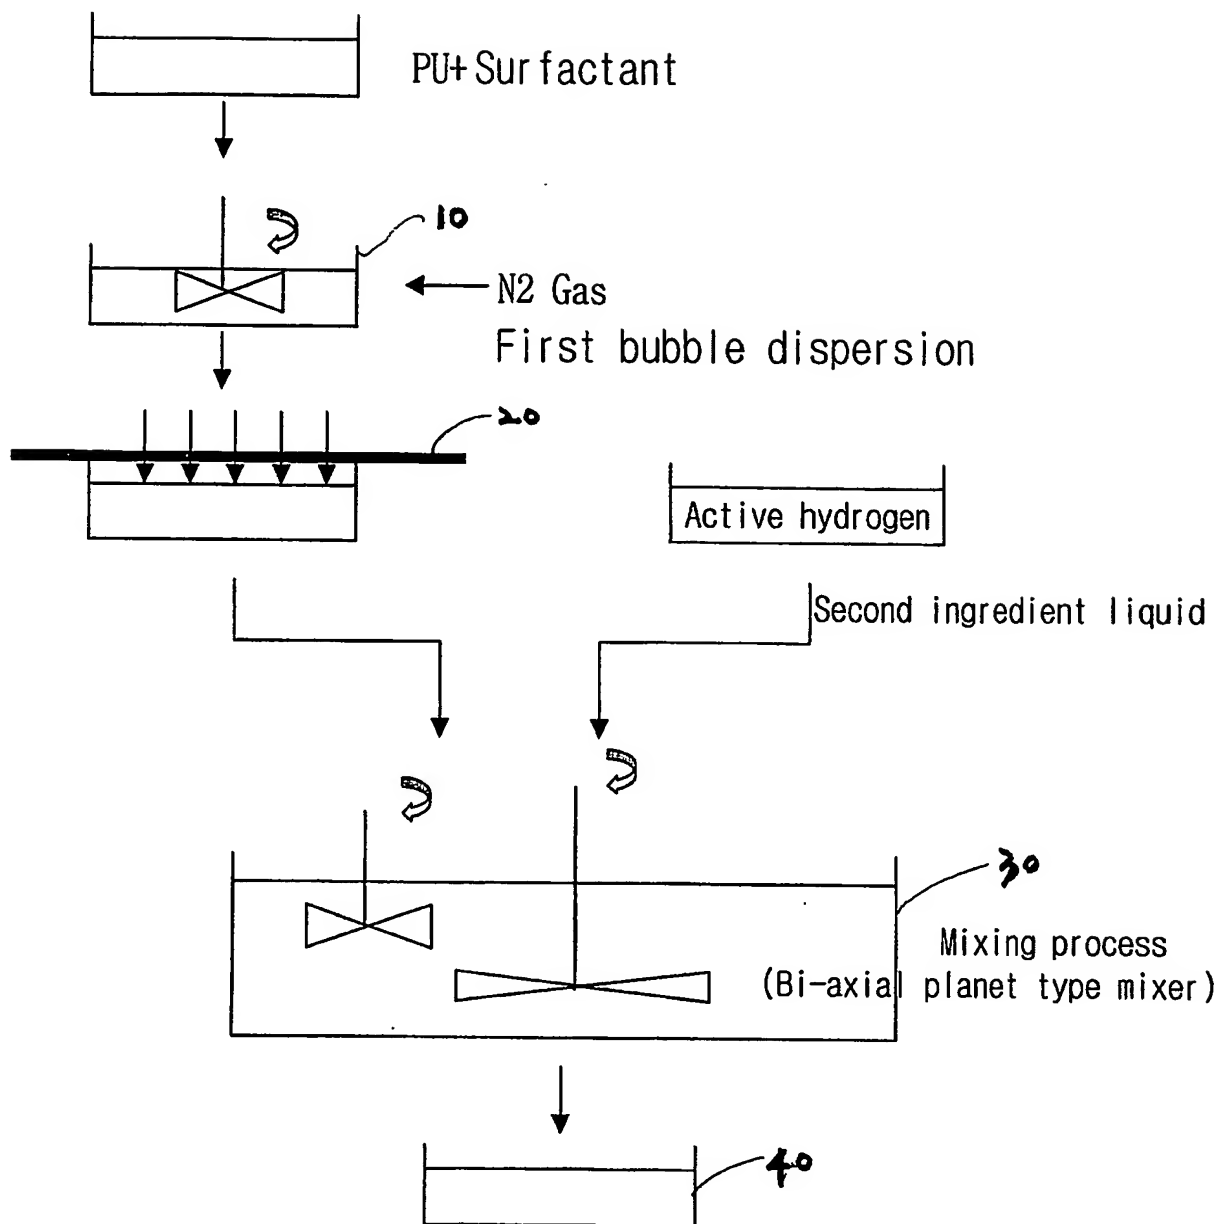 PU+Surfactant
10
N2 Gas
First bubble dispersion
20
Active hydrogen
Second ingredient liquid
30
Mixing process
(Bi-axial planet type mixer)
40